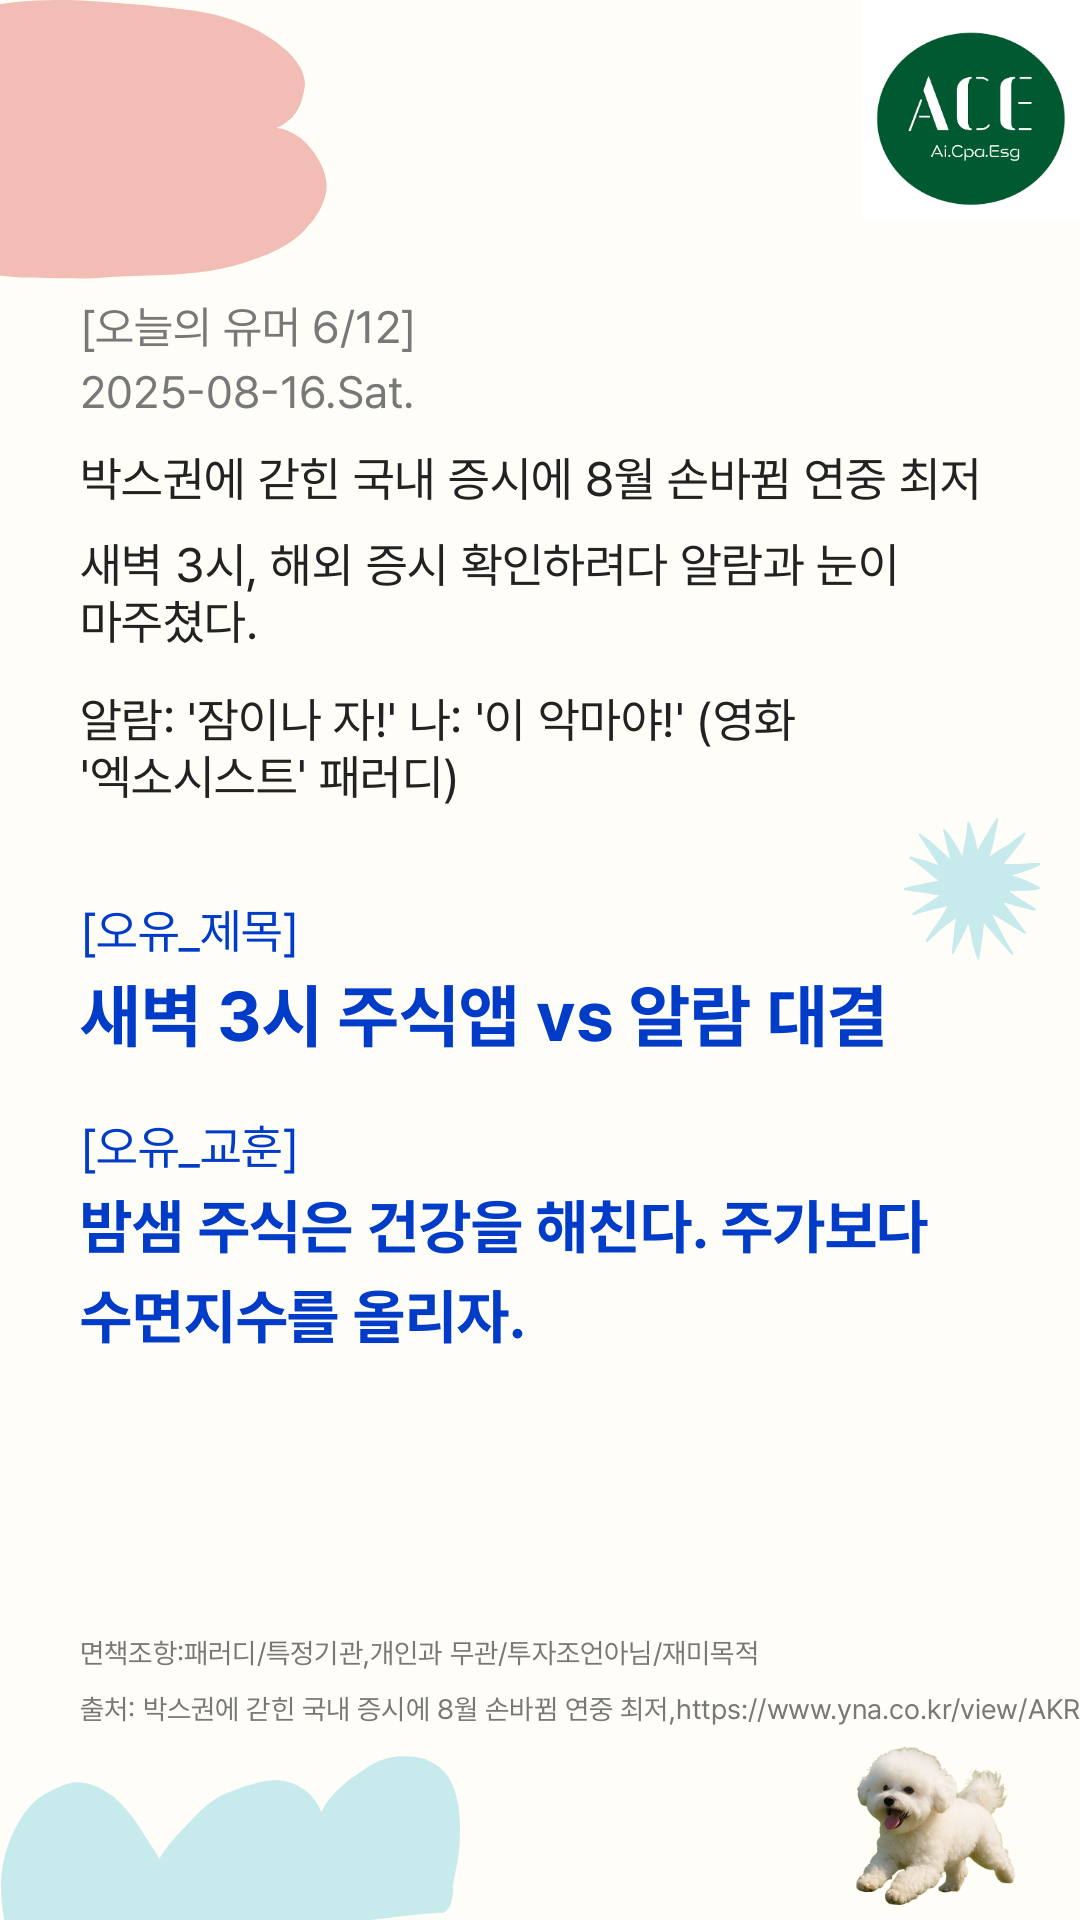 ACE
Ai.Cpa.Esg
[오늘의 유머 6/12]
2025-08-16.Sat.
박스권에 갇힌 국내 증시에 8월 손바뀜 연중 최저
새벽 3시, 해외 증시 확인하려다 알람과 눈이
마주쳤다.
알람: '잠이나 자!' 나: '이 악마야!' (영화
'엑소시스트' 패러디)
[오유_제목]
새벽 3시 주식앱 vs 알람 대결
[오유_교훈]
밤샘 주식은 건강을 해친다. 주가보다
수면지수를 올리자.
면책조항:패러디/특정기관,개인과 무관/투자조언아님/재미목적
출처: 박스권에 갇힌 국내 증시에 8월 손바뀜 연중 최저,https://www.yna.co.kr/view/AKR